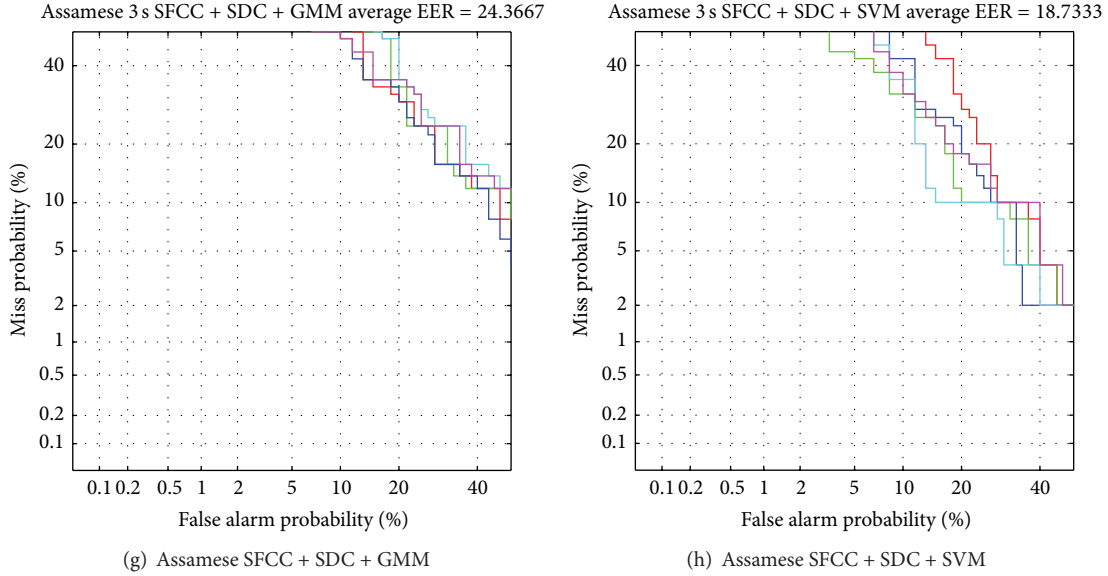 Assamese 3 s SFCC + SDC + GMM average EER = 24.3667
40
20
10
5
2
1
0.5
0.2
0.1
Miss probability (%)
0.1 0.2 0.5 1 2 5 10 20 40
False alarm probability (%)
(g) Assamese SFCC + SDC + GMM
Assamese 3 s SFCC + SDC + SVM average EER = 18.7333
40
20
10
5
2
1
0.5
0.2
0.1
Miss probability (%)
0.1 0.2 0.5 1 2 5 10 20 40
False alarm probability (%)
(h) Assamese SFCC + SDC + SVM